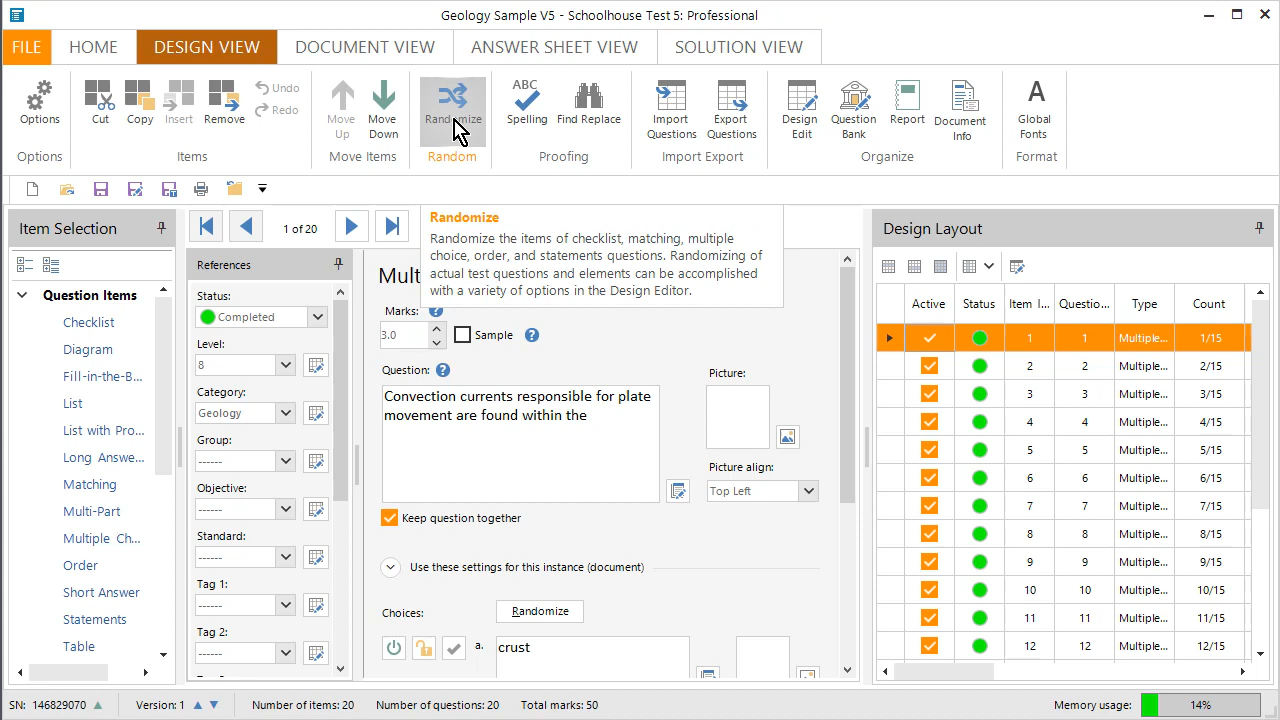 Geology Sample V5 - Schoolhouse Test 5: Professional
FILE HOME DESIGN VIEW DOCUMENT VIEW ANSWER SHEET VIEW SOLUTION VIEW
Options
Cut
Copy
Insert
Remove
Undo
Redo
Move Up
Move Down
Randomize
ABC
Spelling
Find Replace
Import Questions
Export Questions
Design Edit
Question Bank
Report
Document Info
A
Global Fonts
Options Items Move Items Random Proofing Import Export Organize Format
Item Selection
Question Items
Checklist
Diagram
Fill-in-the-B...
List
List with Pro...
Long Answe...
Matching
Multi-Part
Multiple Ch...
Order
Short Answer
Statements
Table
1 of 20
References
Status:
Completed
Level:
8
Category:
Geology
Group:
------
Objective:
------
Standard:
------
Tag 1:
------
Tag 2:
------
Randomize
Randomize the items of checklist, matching, multiple
choice, order, and statements questions. Randomizing of
actual test questions and elements can be accomplished
with a variety of options in the Design Editor.
Mult
Marks: ?
3.0
Sample ?
Question: ?
Convection currents responsible for plate
movement are found within the
Picture:
Picture align:
Top Left
Keep question together
Use these settings for this instance (document)
Choices:
Randomize
a.
crust
Design Layout
Active Status Item I... Questio... Type Count
1 1 Multiple... 1/15
2 2 Multiple... 2/15
3 3 Multiple... 3/15
4 4 Multiple... 4/15
5 5 Multiple... 5/15
6 6 Multiple... 6/15
7 7 Multiple... 7/15
8 8 Multiple... 8/15
9 9 Multiple... 9/15
10 10 Multiple... 10/15
11 11 Multiple... 11/15
12 12 Multiple... 12/15
SN: 146829070 Version: 1 Number of items: 20 Number of questions: 20 Total marks: 50 Memory usage: 14%